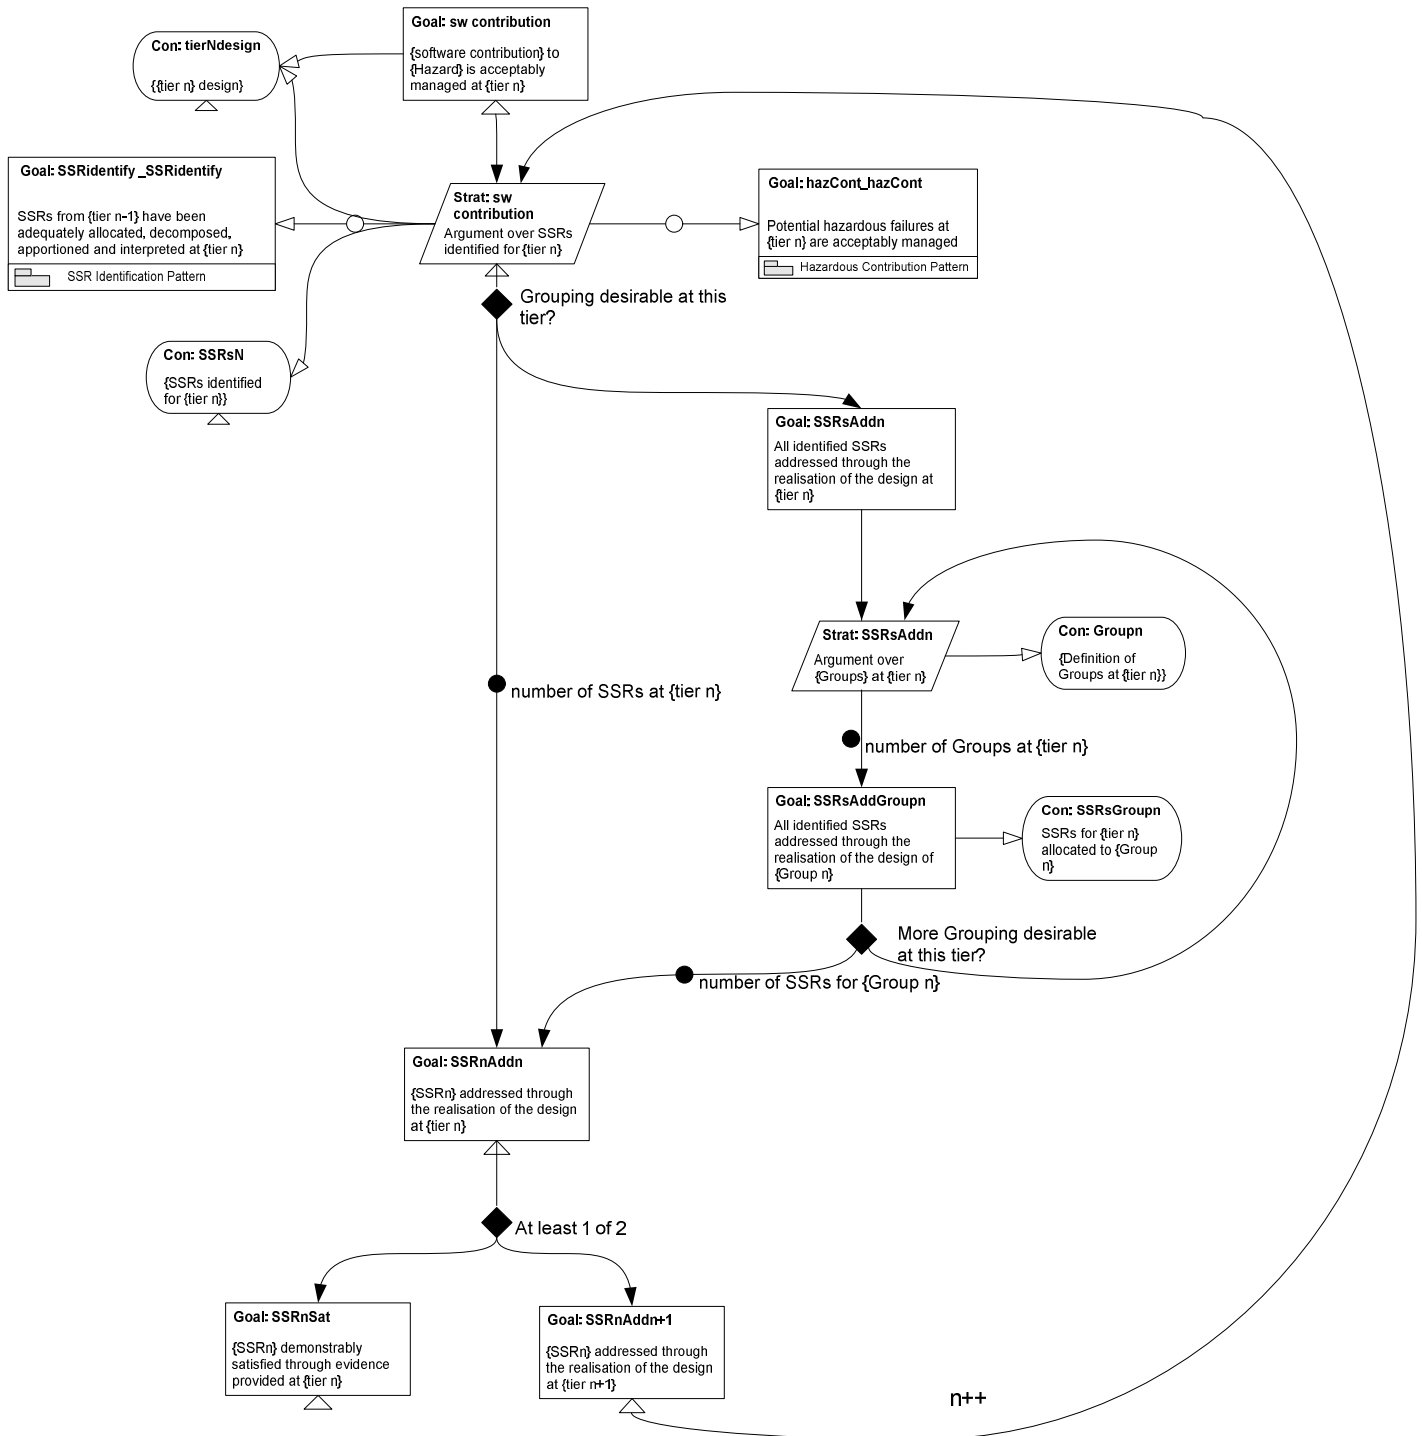 Goal: sw contribution
{software contribution} to
{Hazard} is acceptably
managed at {tier n}
Con: tierNdesign
{{tier n} design}
Goal: SSRidentify _SSRidentify
SSRs from {tier n-1} have been
adequately allocated, decomposed,
apportioned and interpreted at {tier n}
SSR Identification Pattern
Strat: sw
contribution
Argument over SSRs
identified for {tier n}
Goal: hazCont_hazCont
Potential hazardous failures at
{tier n} are acceptably managed
Hazardous Contribution Pattern
Grouping desirable at this
tier?
Con: SSRsN
{SSRs identified
for {tier n}}
Goal: SSRsAddn
All identified SSRs
addressed through the
realisation of the design at
{tier n}
Strat: SSRsAddn
Argument over
{Groups} at {tier n}
Con: Groupn
{Definition of
Groups at {tier n}}
number of SSRs at {tier n}
number of Groups at {tier n}
Goal: SSRsAddGroupn
All identified SSRs
addressed through the
realisation of the design of
{Group n}
Con: SSRsGroupn
SSRs for {tier n}
allocated to {Group
n}
More Grouping desirable
at this tier?
number of SSRs for {Group n}
Goal: SSRnAddn
{SSRn} addressed through
the realisation of the design
at {tier n}
At least 1 of 2
Goal: SSRnSat
{SSRn} demonstrably
satisfied through evidence
provided at {tier n}
Goal: SSRnAddn+1
{SSRn} addressed through
the realisation of the design
at {tier n+1}
n++